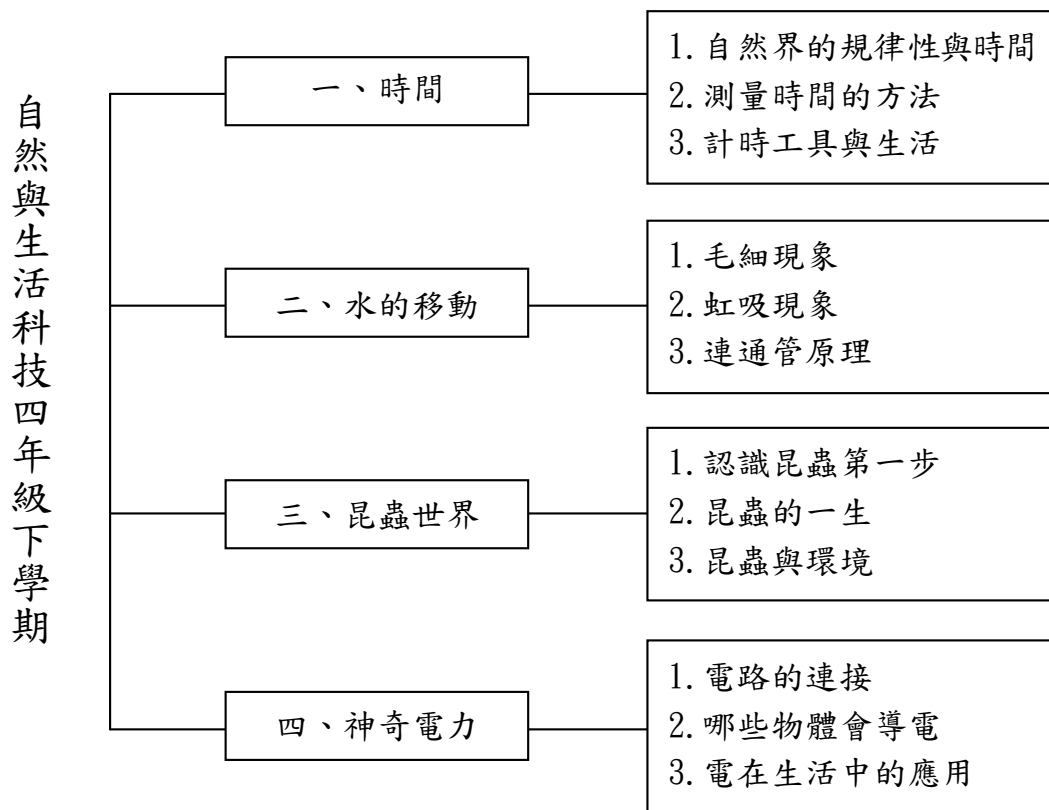 自然與生活科技四年級下學期
一、時間
1.自然界的規律性與時間
2.測量時間的方法
3.計時工具與生活
二、水的移動
1.毛細現象
2.虹吸現象
3.連通管原理
三、昆蟲世界
1.認識昆蟲第一步
2.昆蟲的一生
3.昆蟲與環境
四、神奇電力
1.電路的連接
2.哪些物體會導電
3.電在生活中的應用